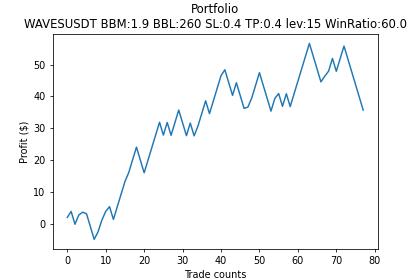 Portfolio
WAVESUSDT BBM:1.9 BBL:260 SL:0.4 TP:0.4 lev:15 WinRatio:60.0
Profit ($)
50
40
30
20
10
0
0 10 20 30 40 50 60 70 80
Trade counts